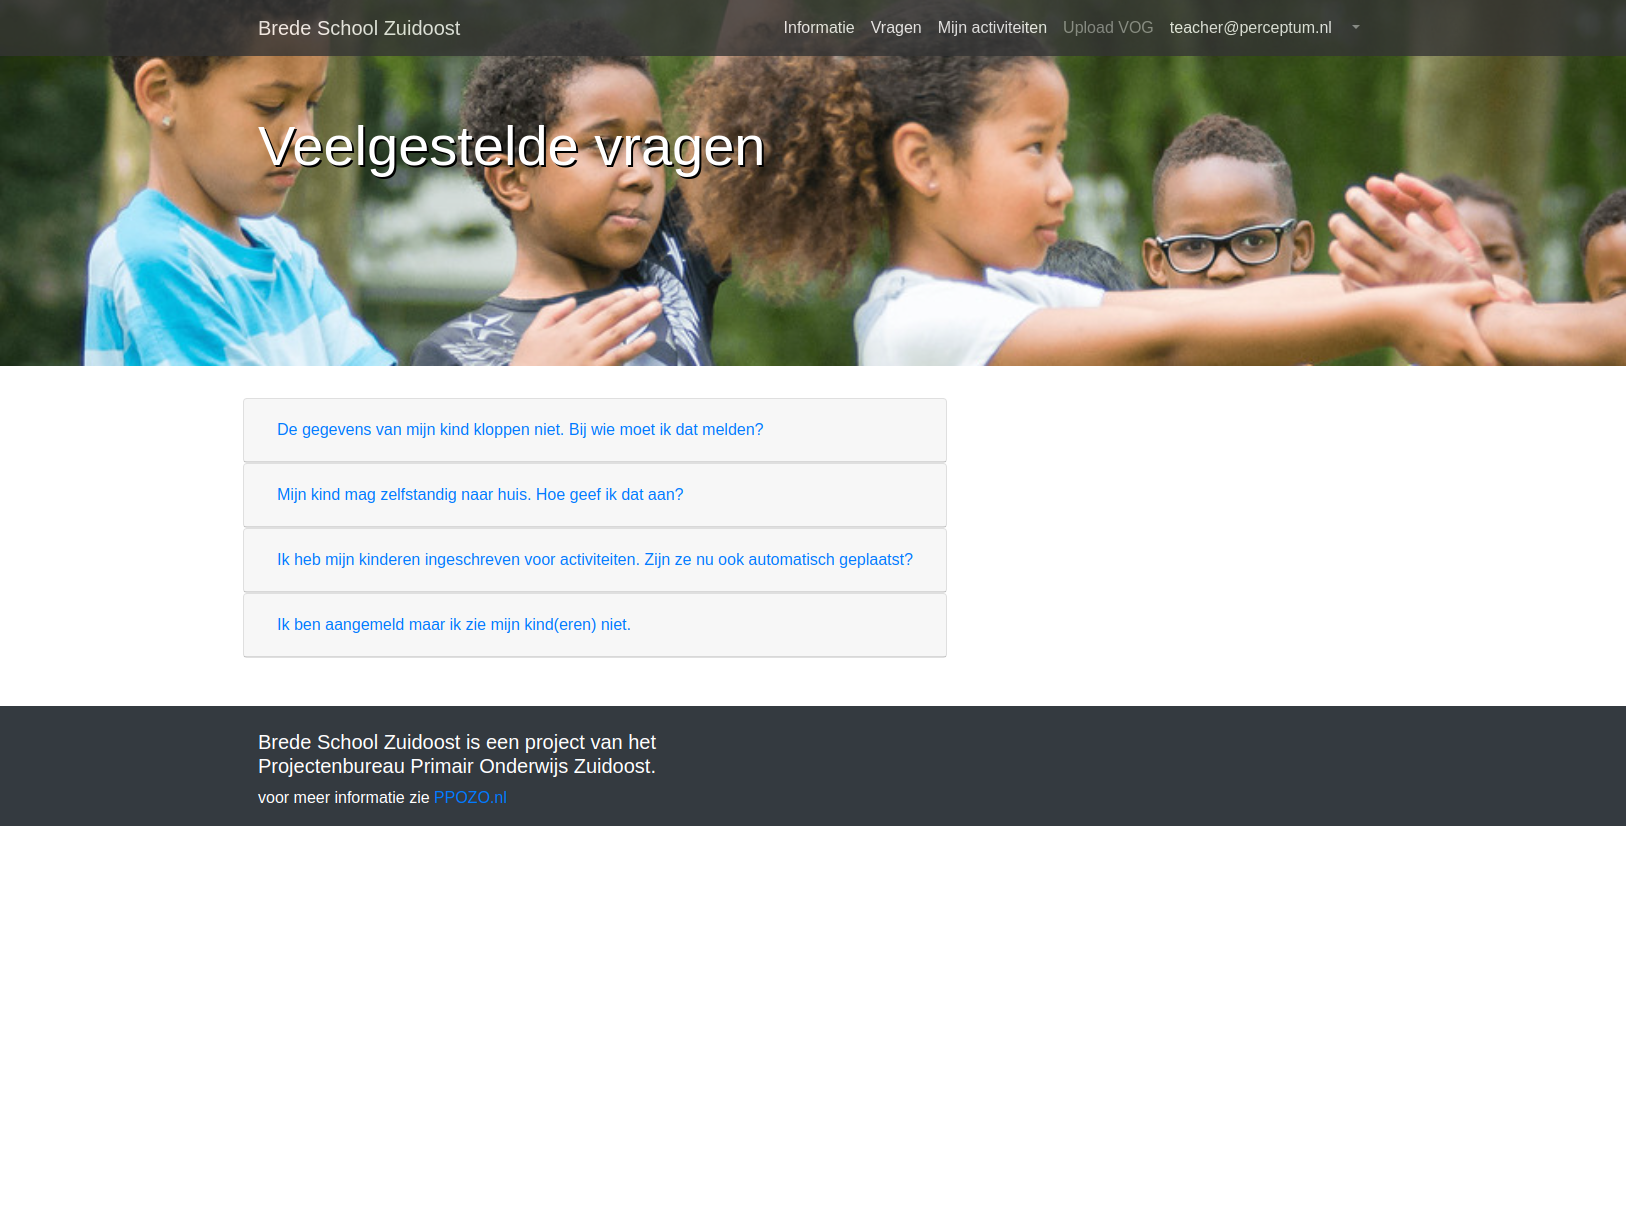 Brede School Zuidoost
Informatie Vragen Mijn activiteiten Upload VOG teacher@perceptum.nl
Veelgestelde vragen
De gegevens van mijn kind kloppen niet. Bij wie moet ik dat melden?
Mijn kind mag zelfstandig naar huis. Hoe geef ik dat aan?
Ik heb mijn kinderen ingeschreven voor activiteiten. Zijn ze nu ook automatisch geplaatst?
Ik ben aangemeld maar ik zie mijn kind(eren) niet.
Brede School Zuidoost is een project van het
Projectenbureau Primair Onderwijs Zuidoost.
voor meer informatie zie PPOZO.nl